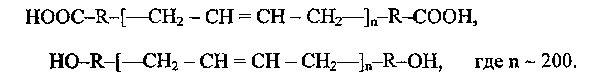 HOOC–R–[—CH₂ – CH = CH – CH₂—]ₙ–R–COOH,
HO–R–[—CH₂ – CH = CH – CH₂—]ₙ–R–OH, где n ~ 200.